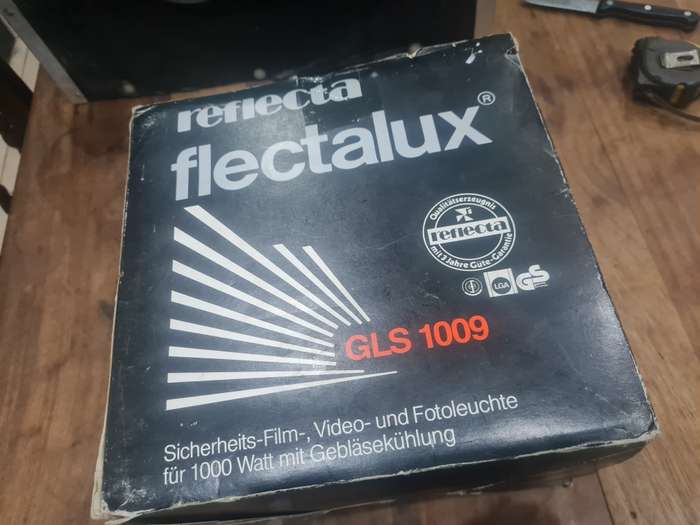 reflecta
flectalux®
Qualitätserzeugnis
reflecta
mit 3 Jahre Güte-Garantie
LGA
GS
GLS 1009
Sicherheits-Film-, Video- und Fotoleuchte
für 1000 Watt mit Gebläsekühlung